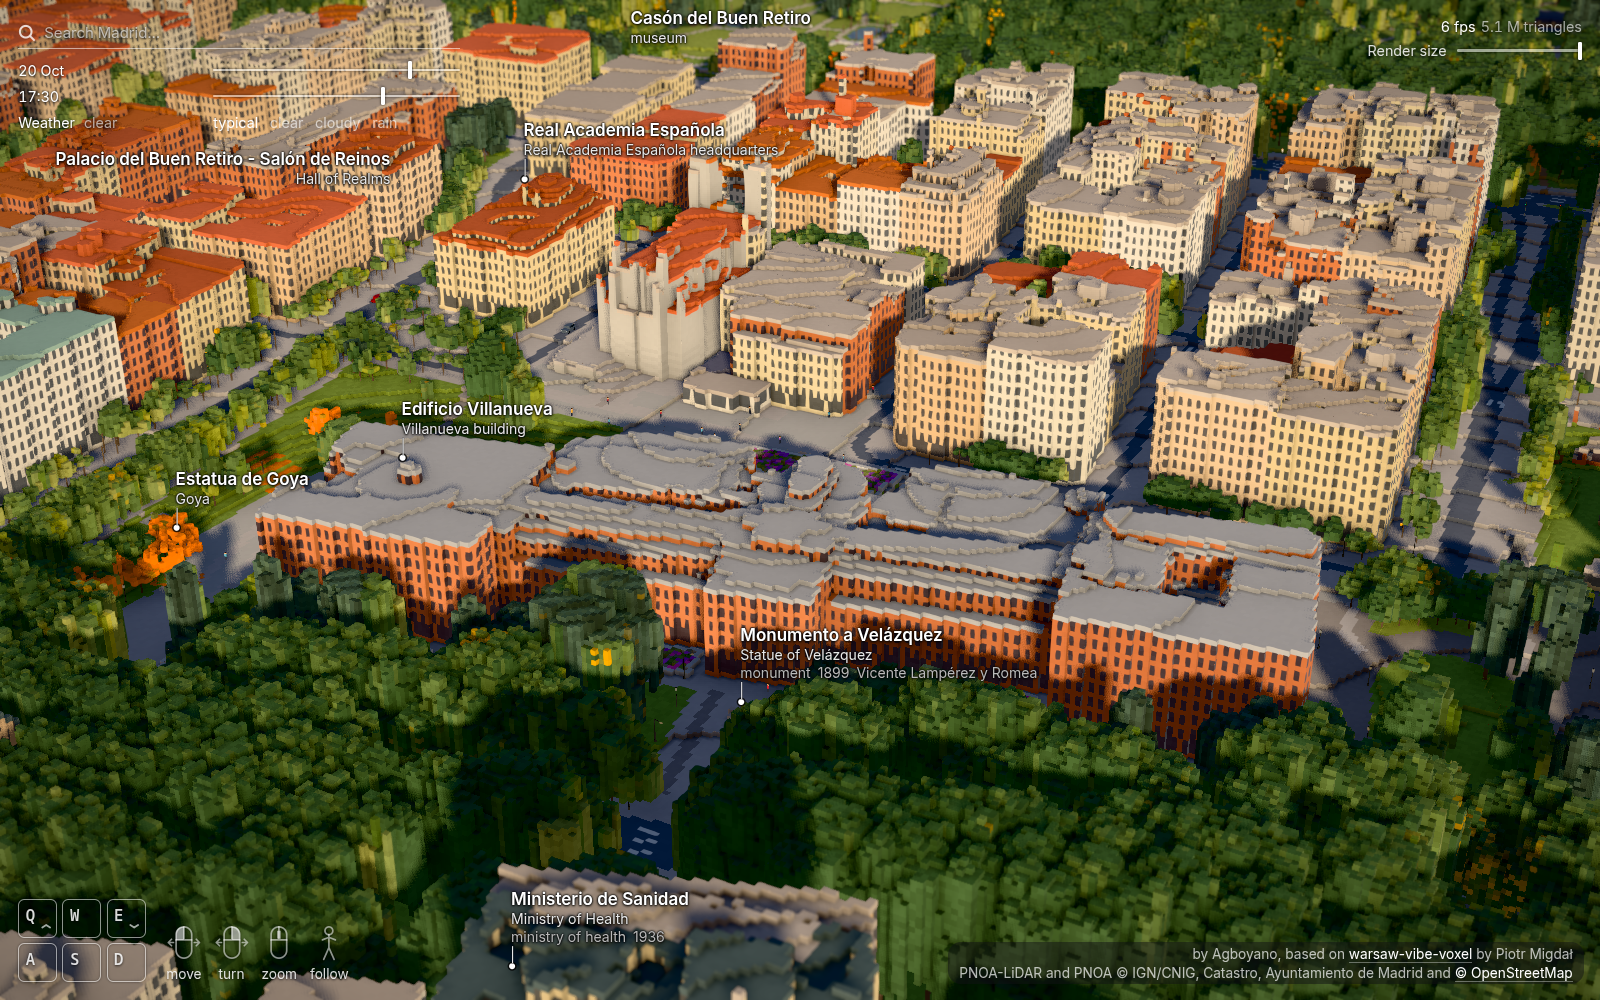 Search Madrid...
20 Oct
17:30
Weather clear
typical clear cloudy rain
6 fps 5.1 M triangles
Render size
Casón del Buen Retiro
museum
Real Academia Española
Real Academia Española headquarters
Palacio del Buen Retiro - Salón de Reinos
Hall of Realms
Edificio Villanueva
Villanueva building
Estatua de Goya
Goya
Monumento a Velázquez
Statue of Velázquez
monument 1899 Vicente Lampérez y Romea
Ministerio de Sanidad
Ministry of Health
ministry of health 1936
Q W E
A S D
move turn zoom follow
by Agboyano, based on warsaw-vibe-voxel by Piotr Migdał
PNOA-LiDAR and PNOA © IGN/CNIG, Catastro, Ayuntamiento de Madrid and © OpenStreetMap